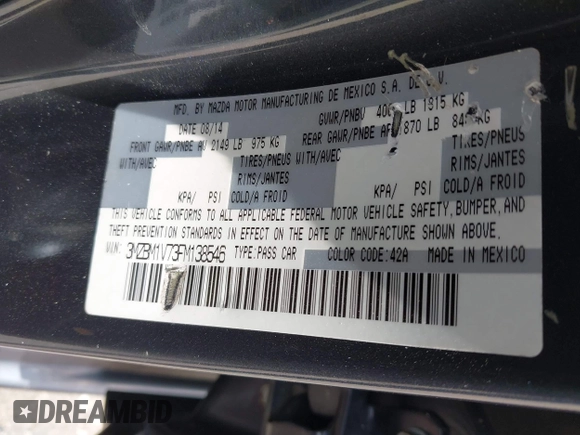 MFD. BY MAZDA MOTOR MANUFACTURING DE MEXICO S.A. DE C.V.
DATE 08/14 GVWR/PNBV LB 1815 KG
FRONT GAWR/PNBE AV 2149 LB 975 KG REAR GAWR/PNBE LB KG
WITH/AVEC TIRES/PNEUS WITH/AVEC TIRES/PNEUS
RIMS/JANTES RIMS/JANTES
KPA/ PSI COLD/A FROID KPA/ PSI COLD/A FROID
THIS VEHICLE CONFORMS TO ALL APPLICABLE FEDERAL MOTOR VEHICLE SAFETY, BUMPER, AND
THEFT PREVENTION STANDARDS IN EFFECT ON THE DATE OF MANUFACTURE SHOWN ABOVE.
VIN: 3MZBM1V73FM138546 TYPE: PASS CAR COLOR CODE: 42A MADE IN MEXICO
DREAMBID